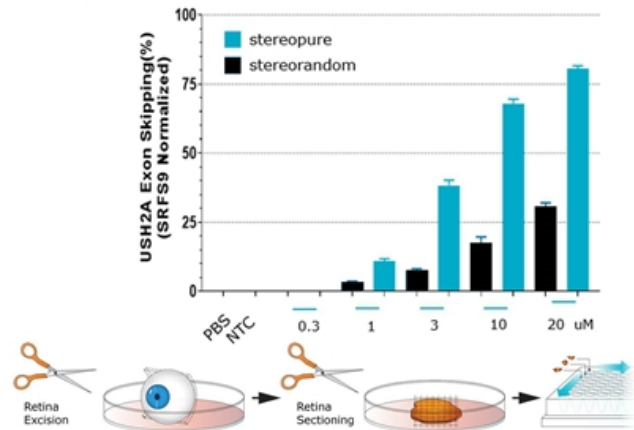 100
75
50
25
0
USH2A Exon Skipping(%)
(SRFS9 Normalized)
stereopure
stereorandom
PBS
NTC
0.3
1
3
10
20 uM
Retina
Excision
Retina
Sectioning